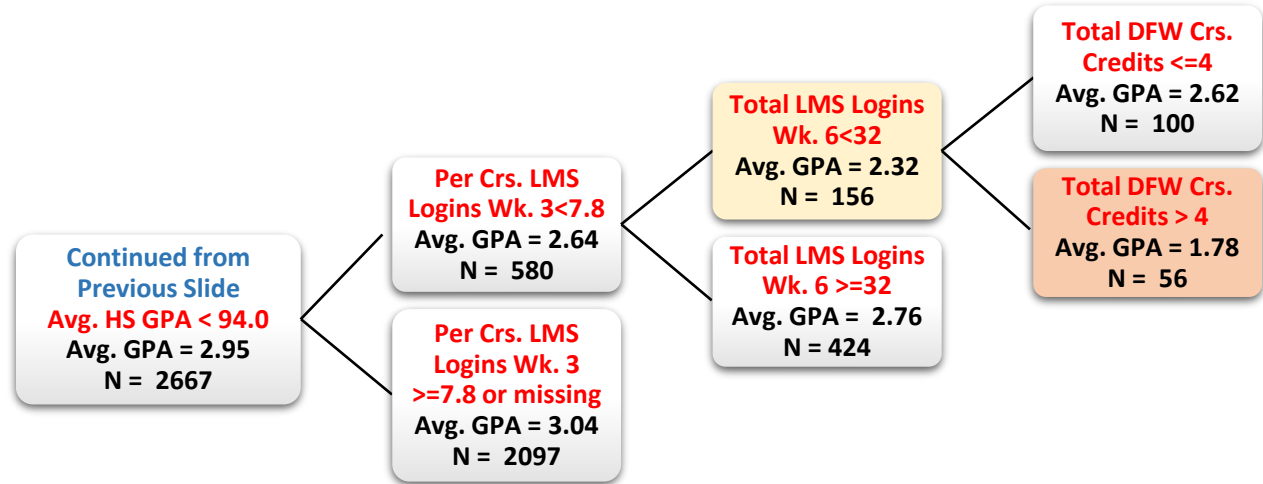 Continued from
Previous Slide
Avg. HS GPA < 94.0
Avg. GPA = 2.95
N = 2667
Per Crs. LMS
Logins Wk. 3<7.8
Avg. GPA = 2.64
N = 580
Per Crs. LMS
Logins Wk. 3
>=7.8 or missing
Avg. GPA = 3.04
N = 2097
Total LMS Logins
Wk. 6<32
Avg. GPA = 2.32
N = 156
Total LMS Logins
Wk. 6 >=32
Avg. GPA = 2.76
N = 424
Total DFW Crs.
Credits <=4
Avg. GPA = 2.62
N = 100
Total DFW Crs.
Credits > 4
Avg. GPA = 1.78
N = 56